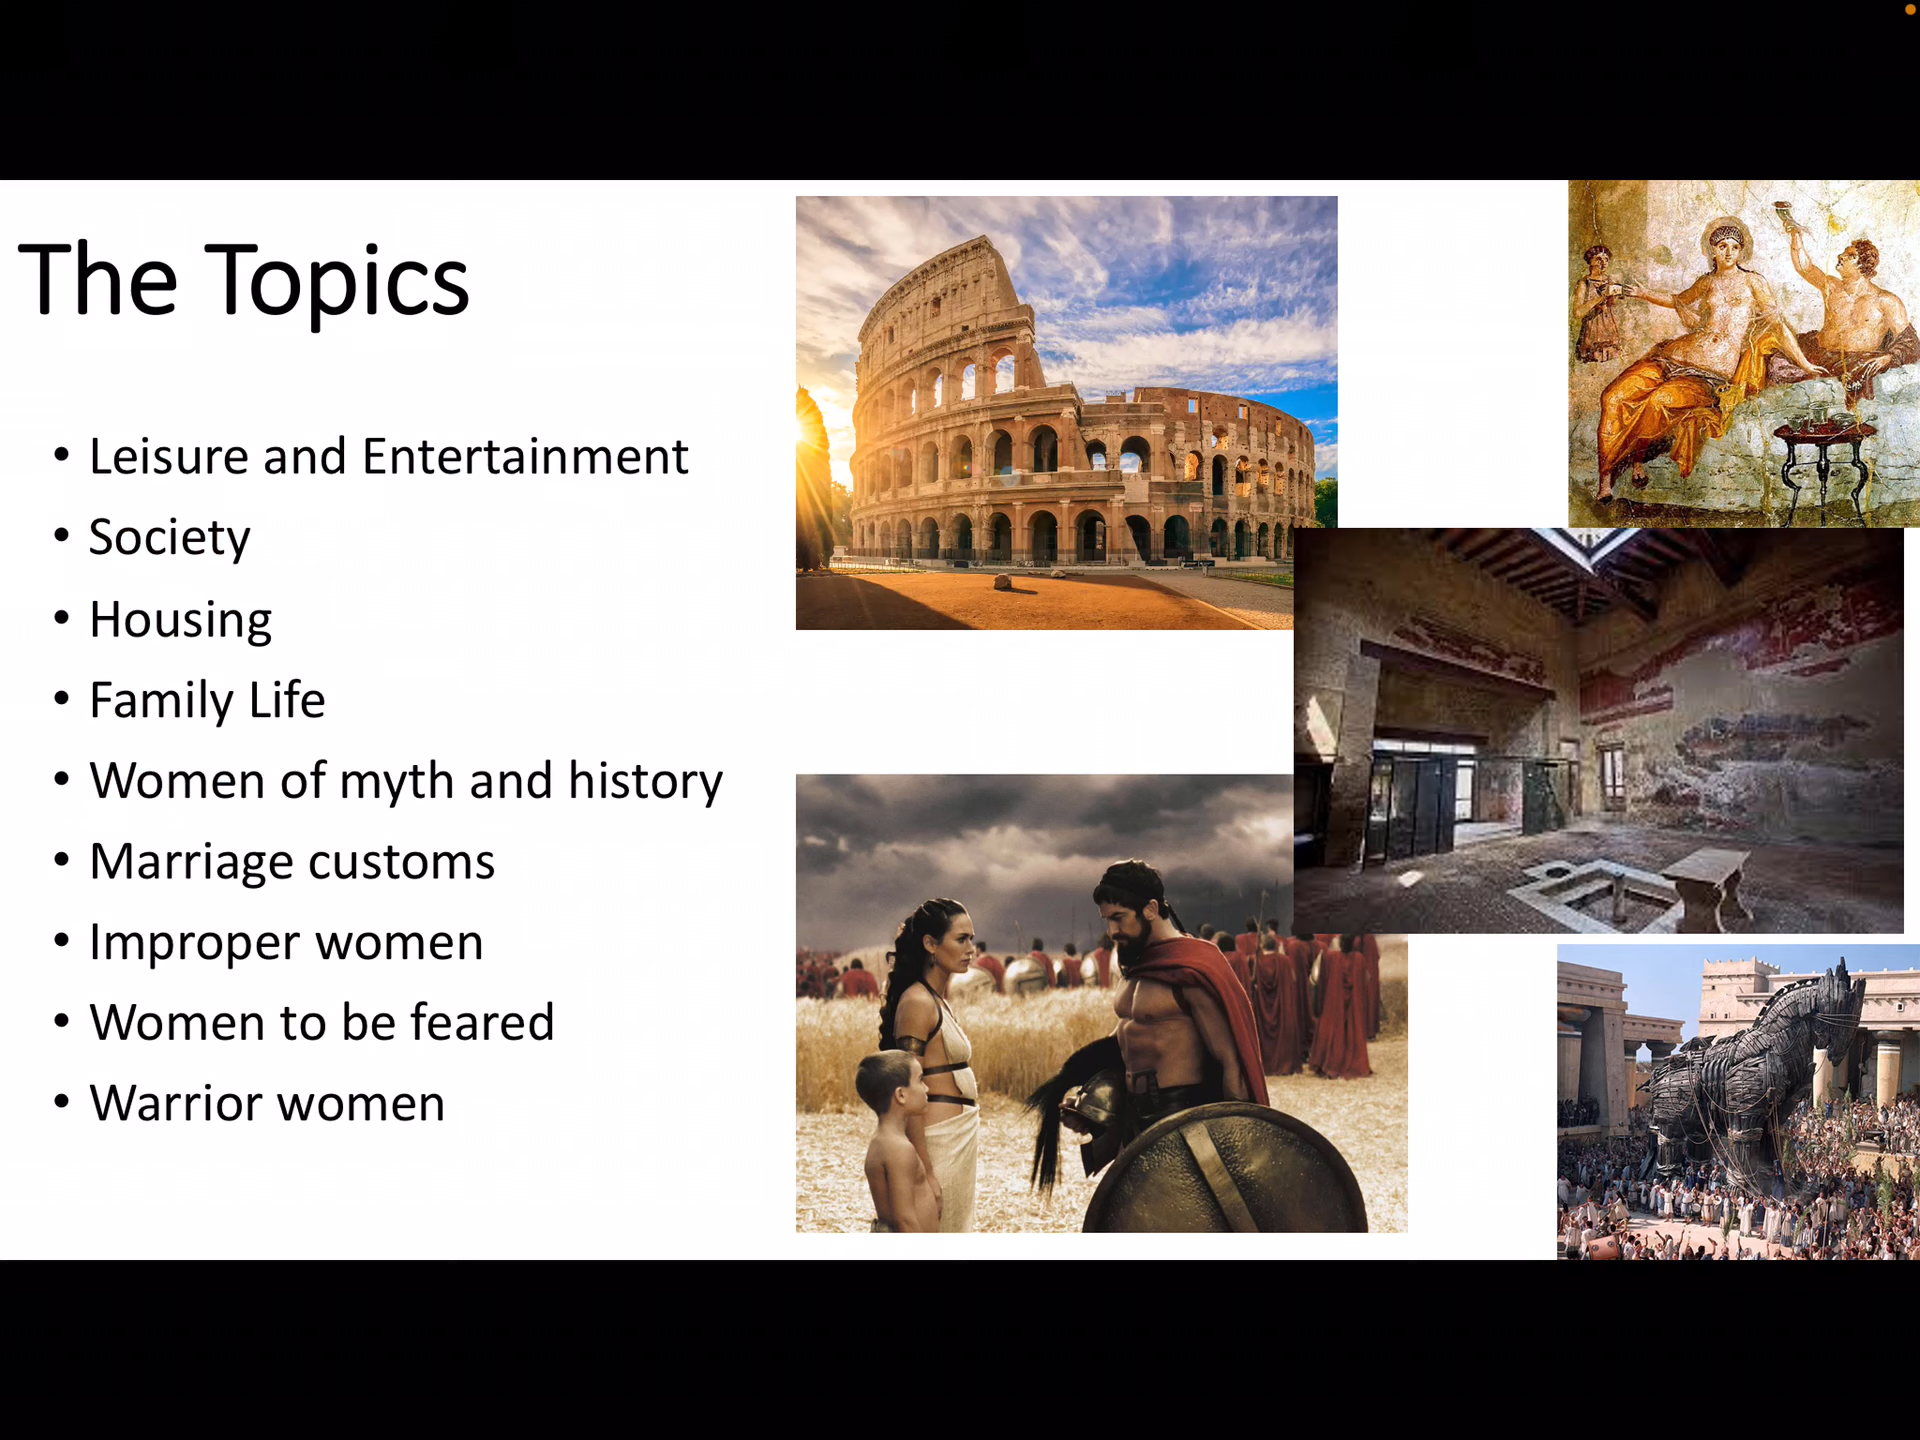 The Topics
• Leisure and Entertainment
• Society
• Housing
• Family Life
• Women of myth and history
• Marriage customs
• Improper women
• Women to be feared
• Warrior women